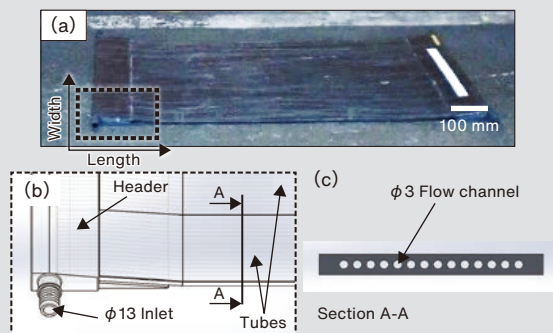 (a)
Width
Length
100 mm
(b)
Header
A
A
φ13 Inlet
Tubes
(c)
φ3 Flow channel
Section A-A